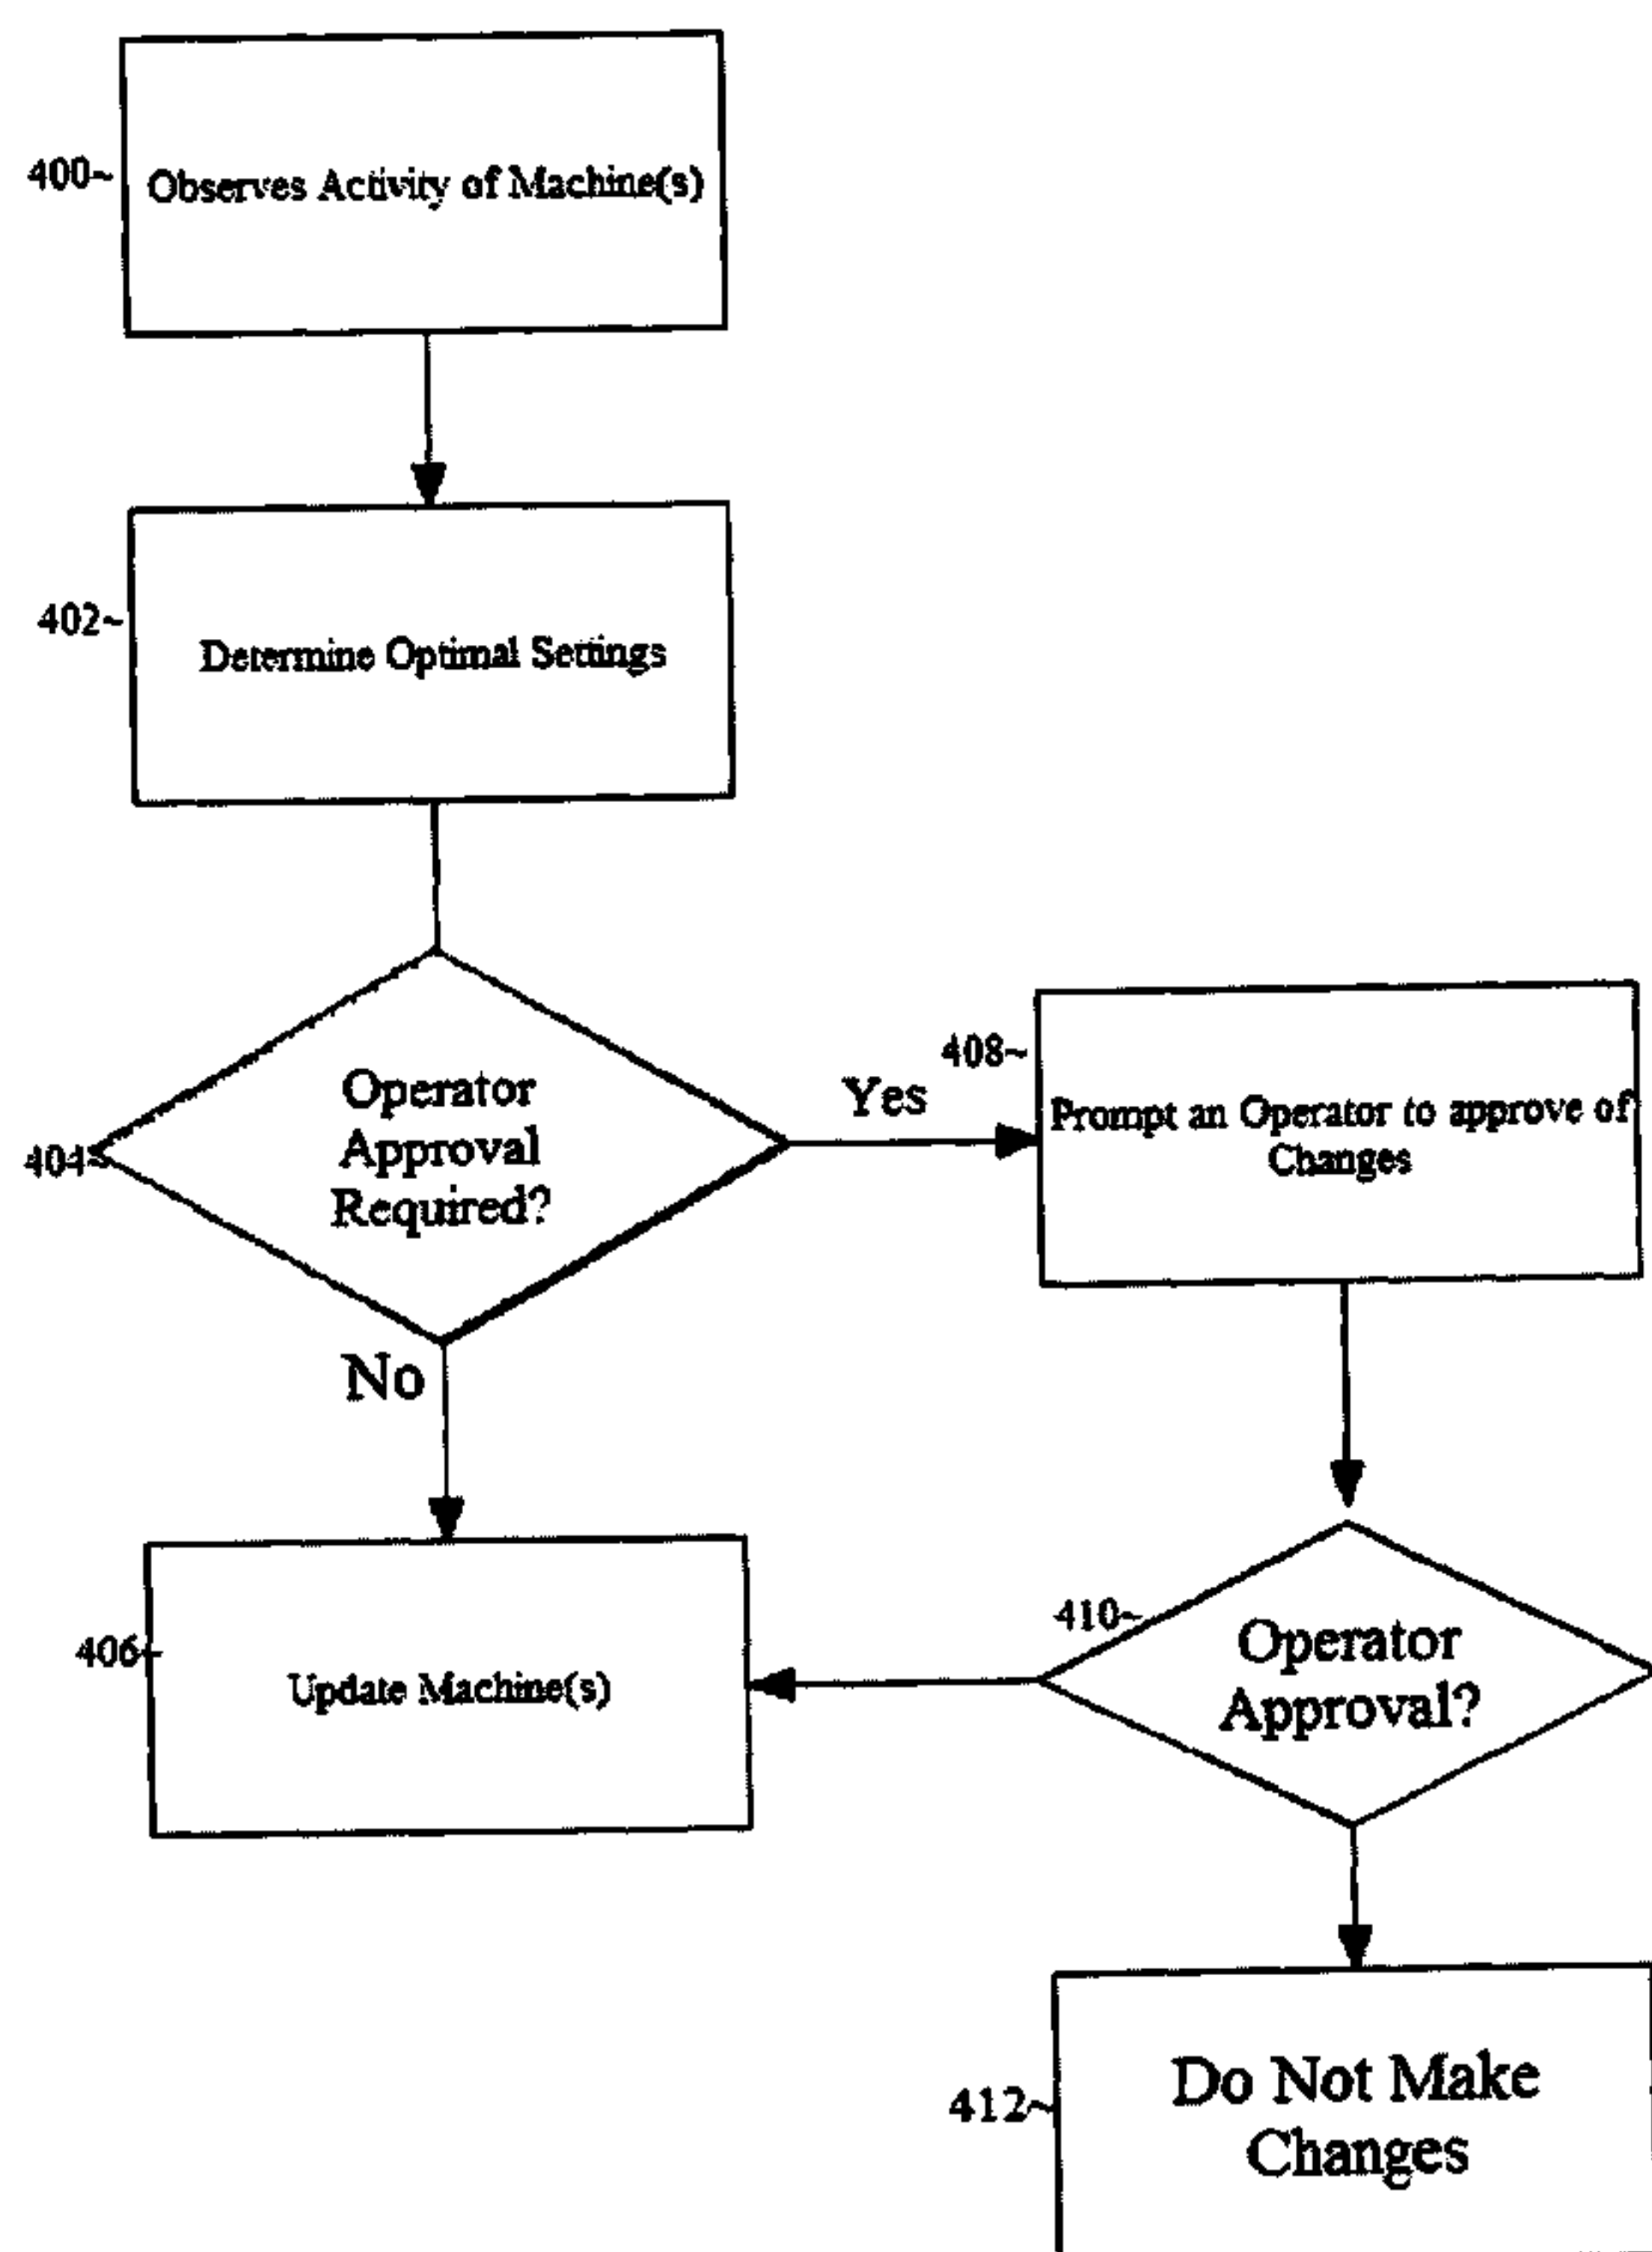 400~
Observes Activity of Machine(s)
402~
Determine Optimal Settings
404~
Operator
Approval
Required?
Yes
No
408~
Prompt an Operator to approve of
Changes
406~
Update Machine(s)
410~
Operator
Approval?
412~
Do Not Make
Changes